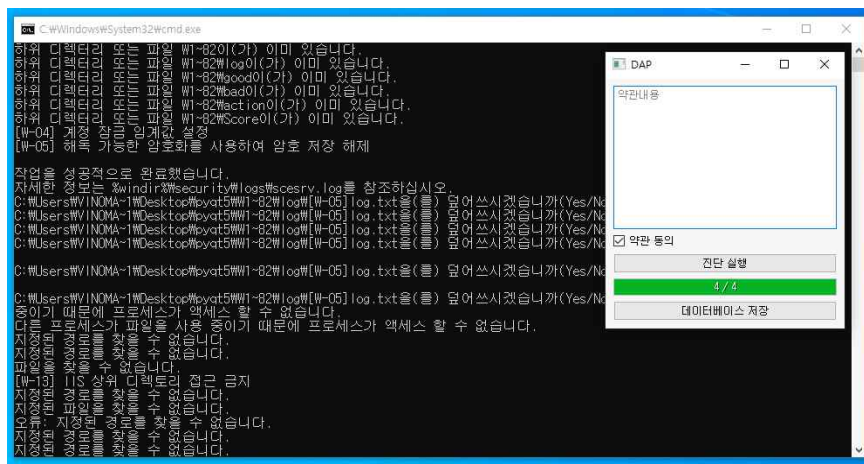 C:\Windows\System32\cmd.exe
하위 디렉터리 또는 파일 W1~82이(가) 이미 있습니다.
하위 디렉터리 또는 파일 W1~82\log이(가) 이미 있습니다.
하위 디렉터리 또는 파일 W1~82\good이(가) 이미 있습니다.
하위 디렉터리 또는 파일 W1~82\bad이(가) 이미 있습니다.
하위 디렉터리 또는 파일 W1~82\action이(가) 이미 있습니다.
하위 디렉터리 또는 파일 W1~82\Score이(가) 이미 있습니다.
[W-04] 계정 잠금 임계값 설정
[W-05] 해독 가능한 암호화를 사용하여 암호 저장 해제
작업을 성공적으로 완료했습니다.
자세한 정보는 %windir%\security\logs\scesrv.log를 참조하십시오.
C:\Users\VINOMA~1\Desktop\pyqt5\W1~82\log\[W-05]log.txt을(를) 덮어쓰시겠습니까(Yes/No
C:\Users\VINOMA~1\Desktop\pyqt5\W1~82\log\[W-05]log.txt을(를) 덮어쓰시겠습니까(Yes/No
C:\Users\VINOMA~1\Desktop\pyqt5\W1~82\log\[W-05]log.txt을(를) 덮어쓰시겠습니까(Yes/No
C:\Users\VINOMA~1\Desktop\pyqt5\W1~82\log\[W-05]log.txt을(를) 덮어쓰시겠습니까(Yes/No
C:\Users\VINOMA~1\Desktop\pyqt5\W1~82\log\[W-05]log.txt을(를) 덮어쓰시겠습니까(Yes/No
C:\Users\VINOMA~1\Desktop\pyqt5\W1~82\log\[W-05]log.txt을(를) 덮어쓰시겠습니까(Yes/No
중이기 때문에 프로세스가 액세스 할 수 없습니다.
다른 프로세스가 파일을 사용 중이기 때문에 프로세스가 액세스 할 수 없습니다.
지정된 경로를 찾을 수 없습니다.
지정된 경로를 찾을 수 없습니다.
파일을 찾을 수 없습니다.
[W-13] IIS 상위 디렉토리 접근 금지
지정된 경로를 찾을 수 없습니다.
지정된 파일을 찾을 수 없습니다.
오류: 지정된 경로를 찾을 수 없습니다.
지정된 경로를 찾을 수 없습니다.
지정된 경로를 찾을 수 없습니다.
DAP
약관내용
약관 동의
진단 실행
4 / 4
데이터베이스 저장